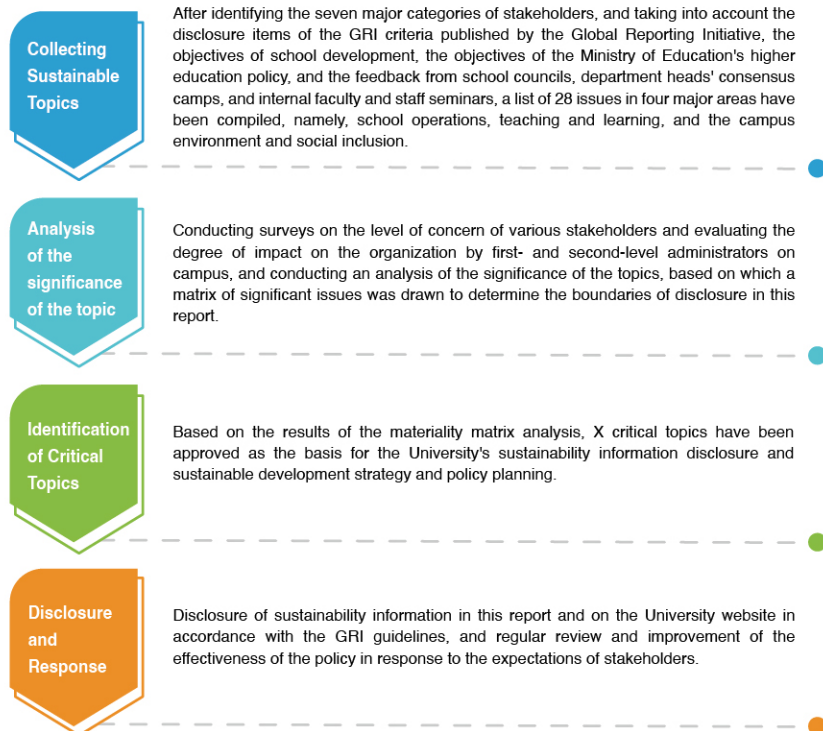 Collecting
Sustainable
Topics
After identifying the seven major categories of stakeholders, and taking into account the
disclosure items of the GRI criteria published by the Global Reporting Initiative, the
objectives of school development, the objectives of the Ministry of Education's higher
education policy, and the feedback from school councils, department heads' consensus
camps, and internal faculty and staff seminars, a list of 28 issues in four major areas have
been compiled, namely, school operations, teaching and learning, and the campus
environment and social inclusion.
Analysis
of the
significance
of the topic
Conducting surveys on the level of concern of various stakeholders and evaluating the
degree of impact on the organization by first- and second-level administrators on
campus, and conducting an analysis of the significance of the topics, based on which a
matrix of significant issues was drawn to determine the boundaries of disclosure in this
report.
Identification
of Critical
Topics
Based on the results of the materiality matrix analysis, X critical topics have been
approved as the basis for the University's sustainability information disclosure and
sustainable development strategy and policy planning.
Disclosure
and
Response
Disclosure of sustainability information in this report and on the University website in
accordance with the GRI guidelines, and regular review and improvement of the
effectiveness of the policy in response to the expectations of stakeholders.